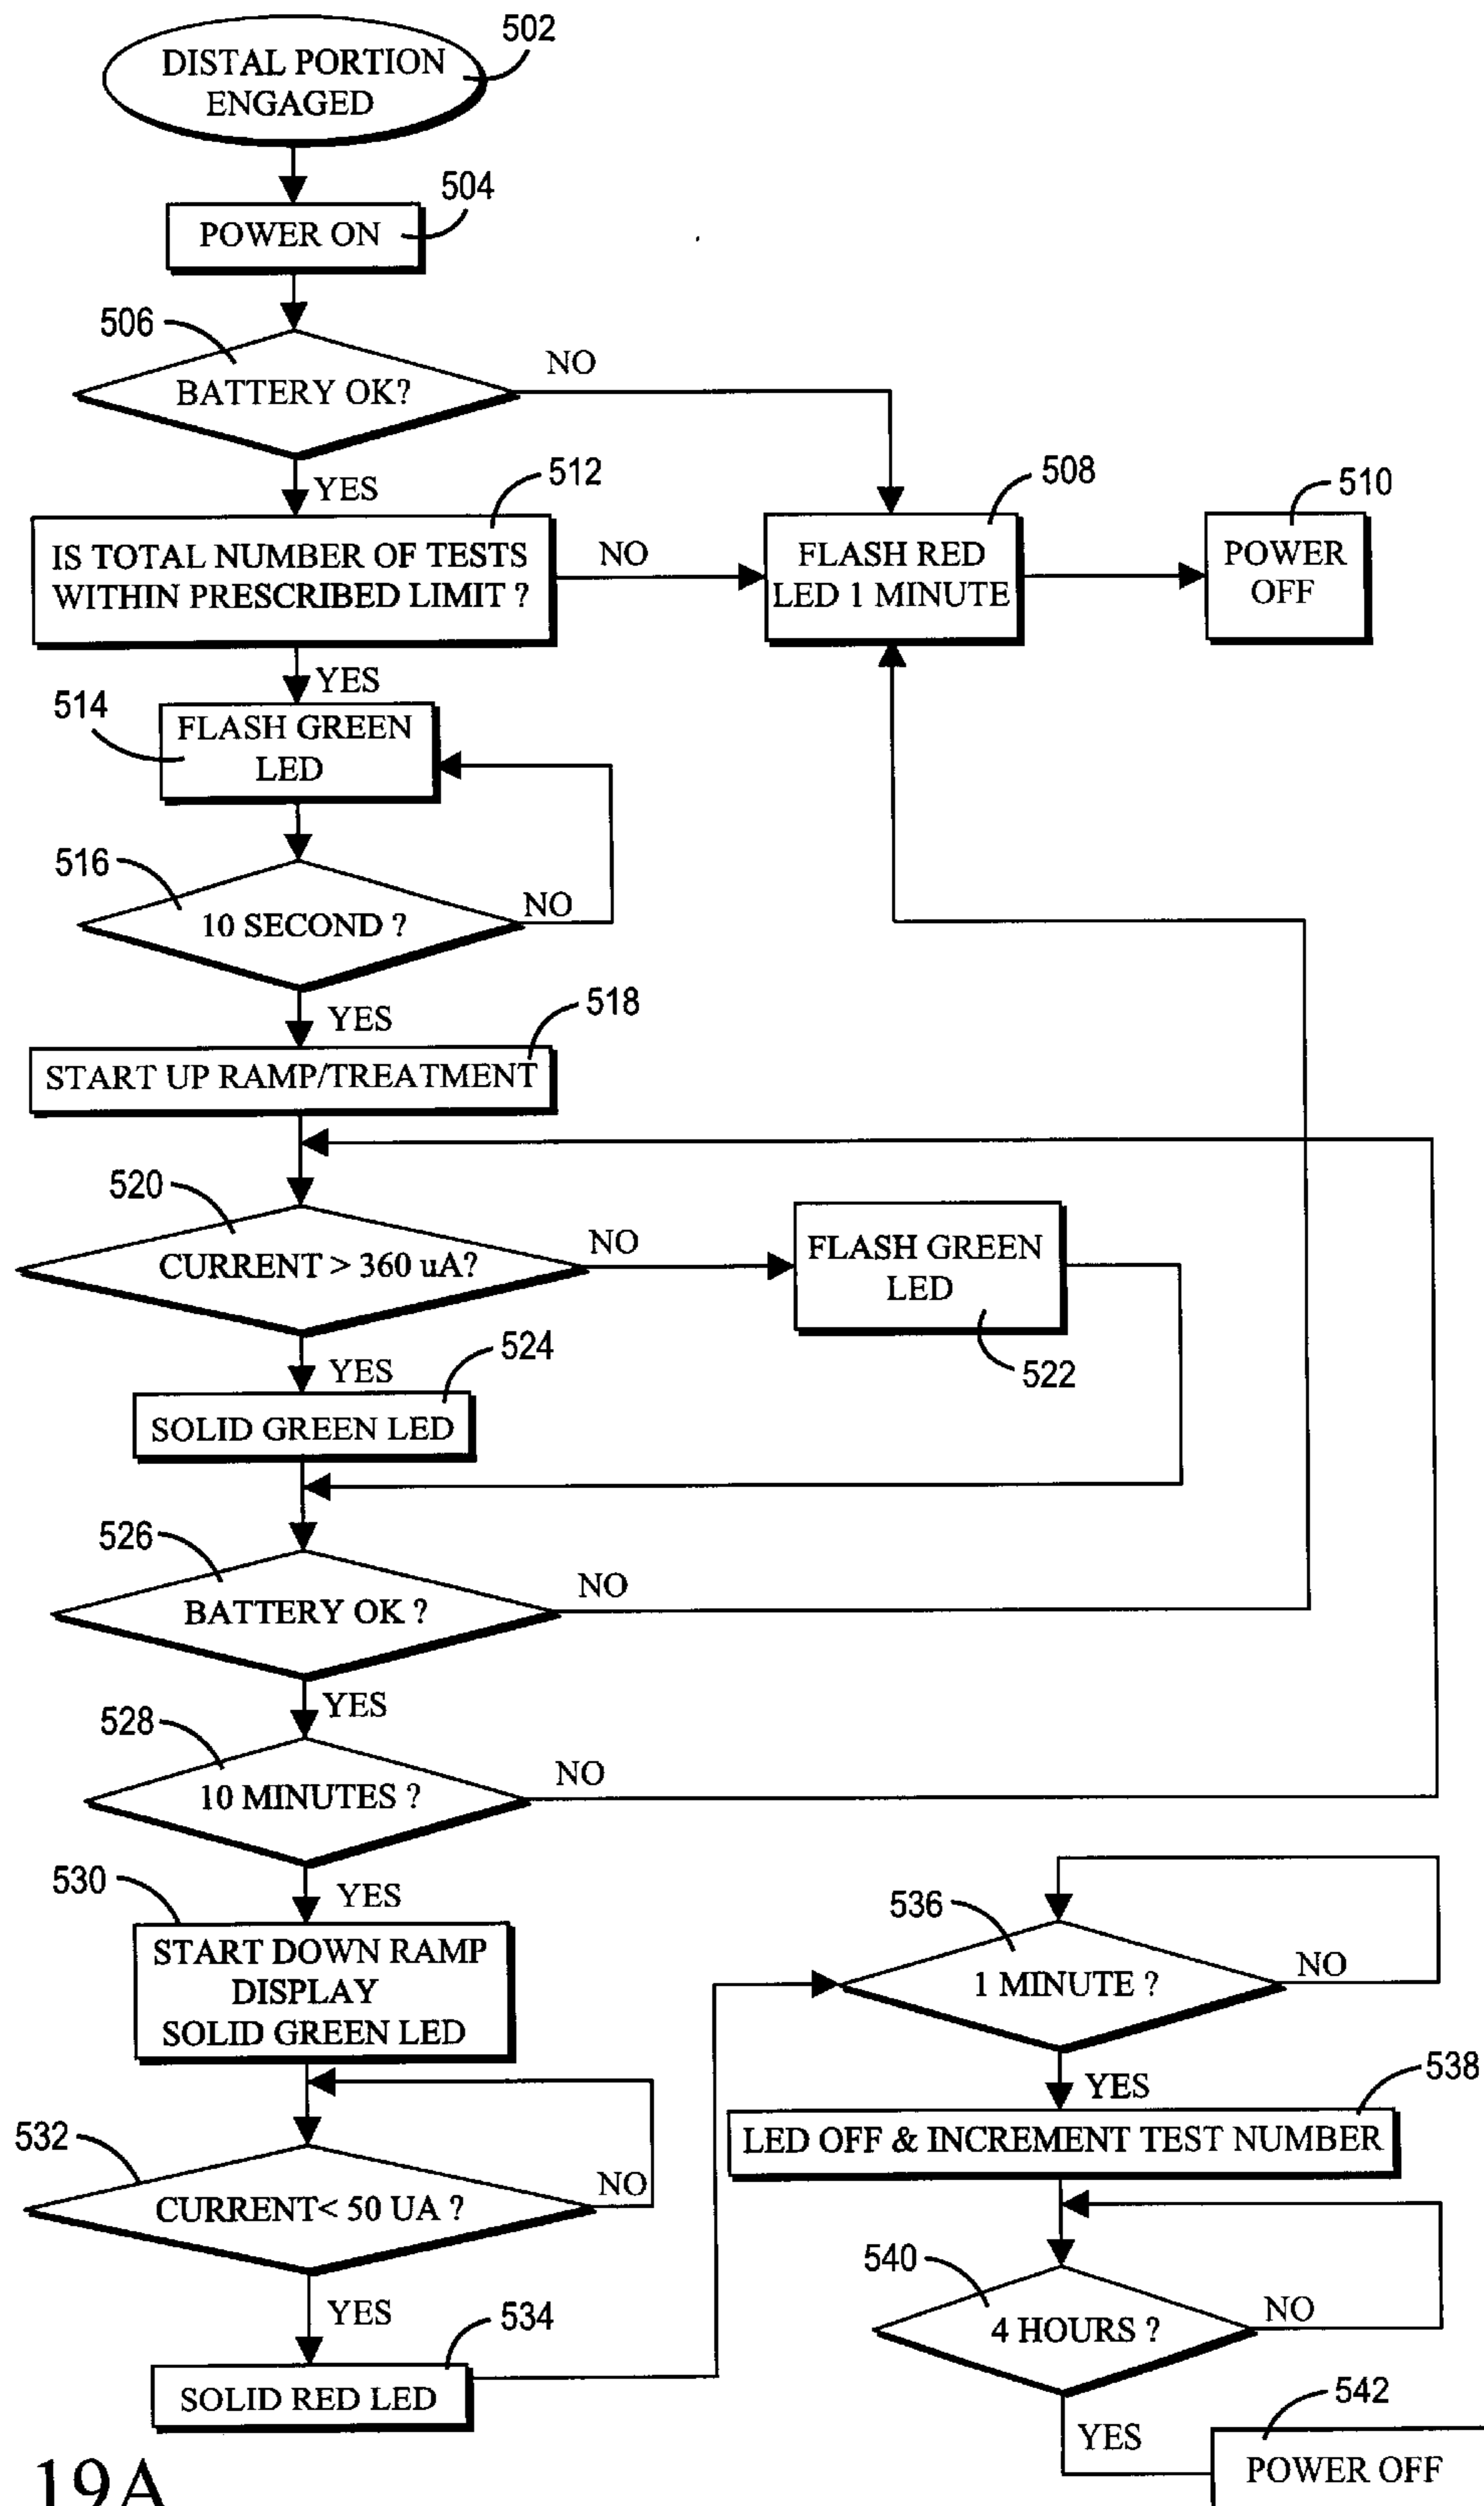 502
DISTAL PORTION
ENGAGED
504
POWER ON
506
BATTERY OK?
NO
YES
512
508
510
IS TOTAL NUMBER OF TESTS
WITHIN PRESCRIBED LIMIT ?
NO
FLASH RED
LED 1 MINUTE
POWER
OFF
YES
514
FLASH GREEN
LED
516
10 SECOND ?
NO
YES
518
START UP RAMP/TREATMENT
520
CURRENT > 360 uA?
NO
FLASH GREEN
LED
522
YES
524
SOLID GREEN LED
526
BATTERY OK ?
NO
YES
528
10 MINUTES ?
NO
YES
530
START DOWN RAMP
DISPLAY
SOLID GREEN LED
532
CURRENT< 50 UA ?
NO
YES
534
SOLID RED LED
536
1 MINUTE ?
NO
YES
538
LED OFF & INCREMENT TEST NUMBER
540
4 HOURS ?
NO
YES
542
POWER OFF
19A